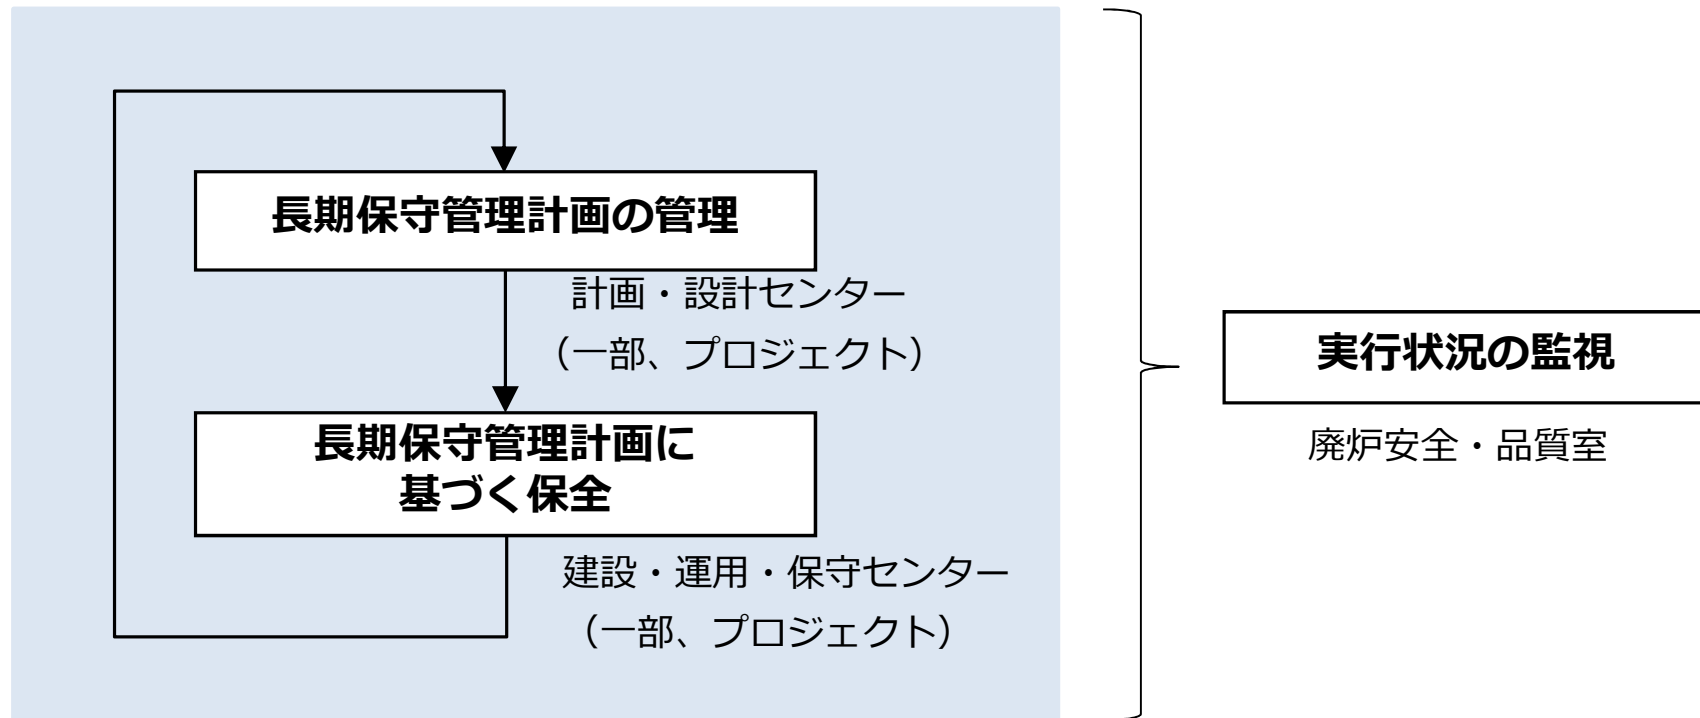 長期保守管理計画の管理
計画・設計センター
（一部、プロジェクト）
長期保守管理計画に
基づく保全
建設・運用・保守センター
（一部、プロジェクト）
実行状況の監視
廃炉安全・品質室